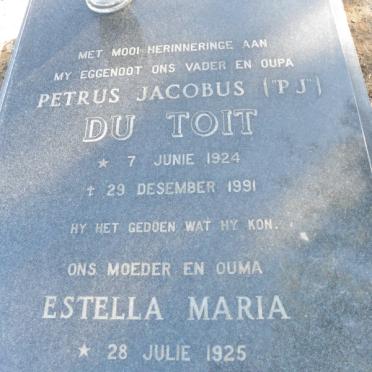 MET MOOI HERINNERINGE AAN
MY EGGENOOT ONS VADER EN OUPA
PETRUS JACOBUS ("PJ")
DU TOIT
★ 7 JUNIE 1924
† 29 DESEMBER 1991
HY HET GEDOEN WAT HY KON.
ONS MOEDER EN OUMA
ESTELLA MARIA
★ 28 JULIE 1925